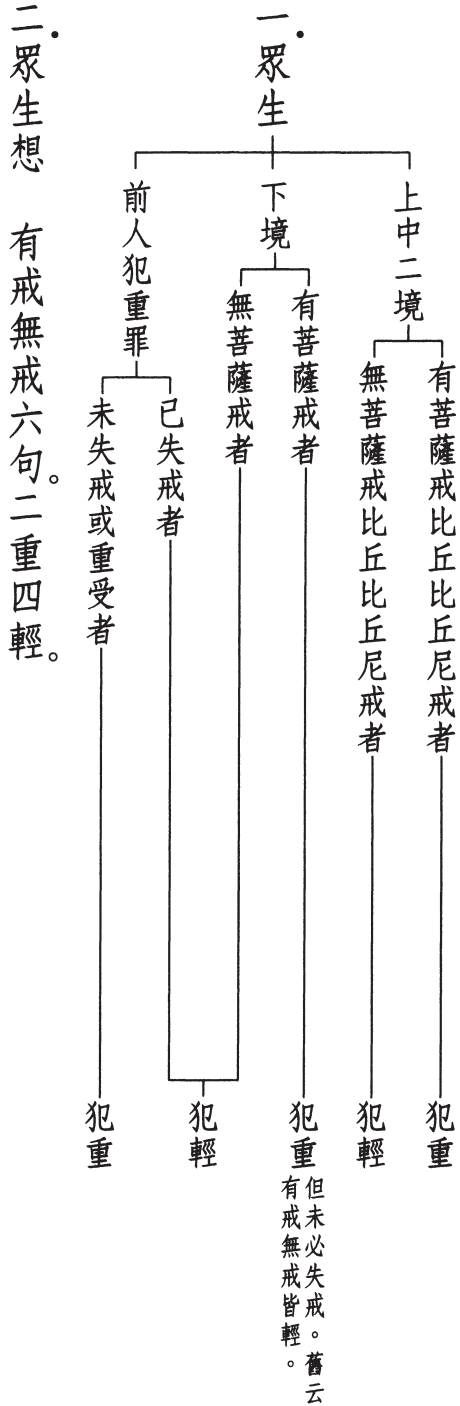 一．眾生
上中二境
有菩薩戒比丘比丘尼戒者
犯重
無菩薩戒比丘比丘尼戒者
犯輕
下境
有菩薩戒者
犯重
但未必失戒。舊云
有戒無戒皆輕。
無菩薩戒者
前人犯重罪
已失戒者
犯輕
未失戒或重受者
犯重
二．眾生想　有戒無戒六句。二重四輕。